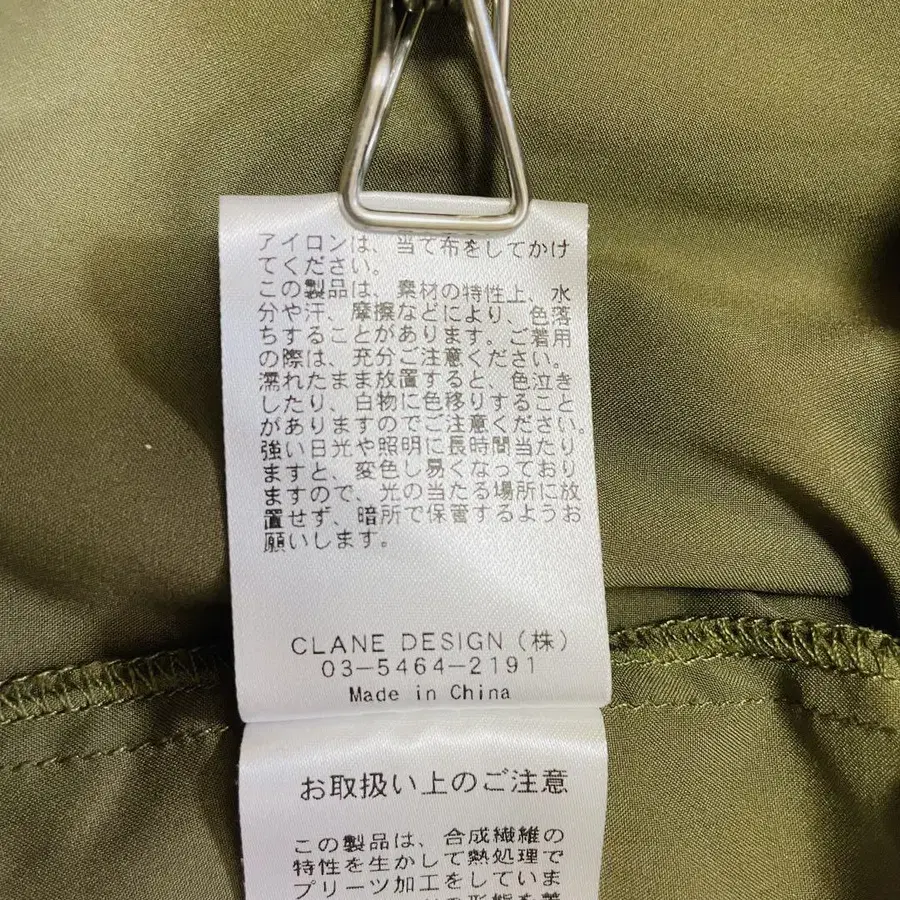 アイロンは、当て布をしてかけ
てください。
この製品は、素材の特性上、水
分や汗、摩擦などにより、色落
ちすることがあります。ご着用
の際は、充分ご注意ください。
濡れたまま放置すると、色泣き
したり、白物に色移りすること
がありますのでご注意ください。
強い日光や照明に長時間当たり
ますと、変色し易くなっており
ますので、光の当たる場所に放
置せず、暗所で保管するようお
願いします。
CLANE DESIGN（株）
03-5464-2191
Made in China
お取扱い上のご注意
この製品は、合成繊維の
特性を生かして熱処理で
プリーツ加工をしていま